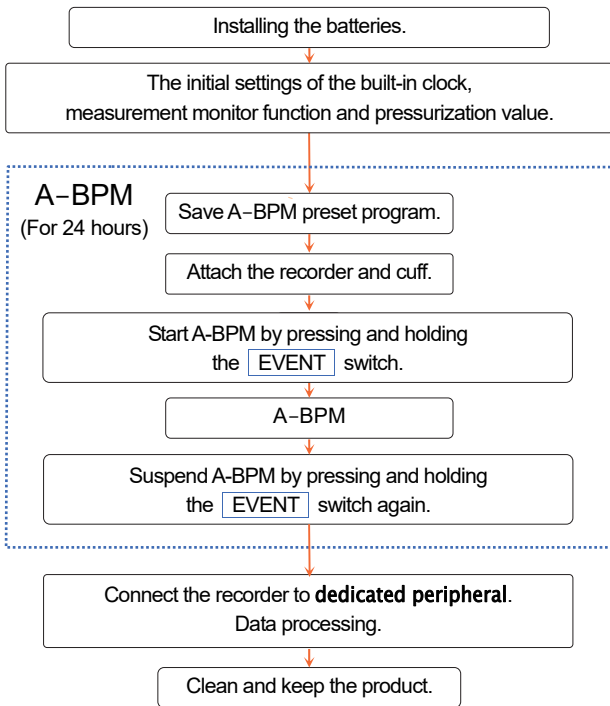 Installing the batteries.
The initial settings of the built-in clock,
measurement monitor function and pressurization value.
A-BPM
(For 24 hours)
Save A-BPM preset program.
Attach the recorder and cuff.
Start A-BPM by pressing and holding
the EVENT switch.
A-BPM
Suspend A-BPM by pressing and holding
the EVENT switch again.
Connect the recorder to dedicated peripheral.
Data processing.
Clean and keep the product.